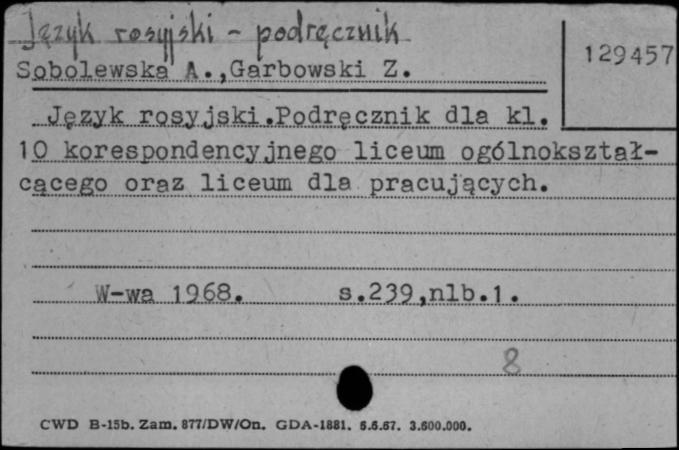 Język rosyjski - podręcznik
129457
Sobolewska A.,Garbowski Z.
Język rosyjski.Podręcznik dla kl.
10 korespondencyjnego liceum ogólnokształ-
cącego oraz liceum dla pracujących.
W-wa 1968. s.239,nlb.1.
8
CWD B-15b. Zam. 877/DW/On. GDA-1881. 5.6.67. 3.600.000.